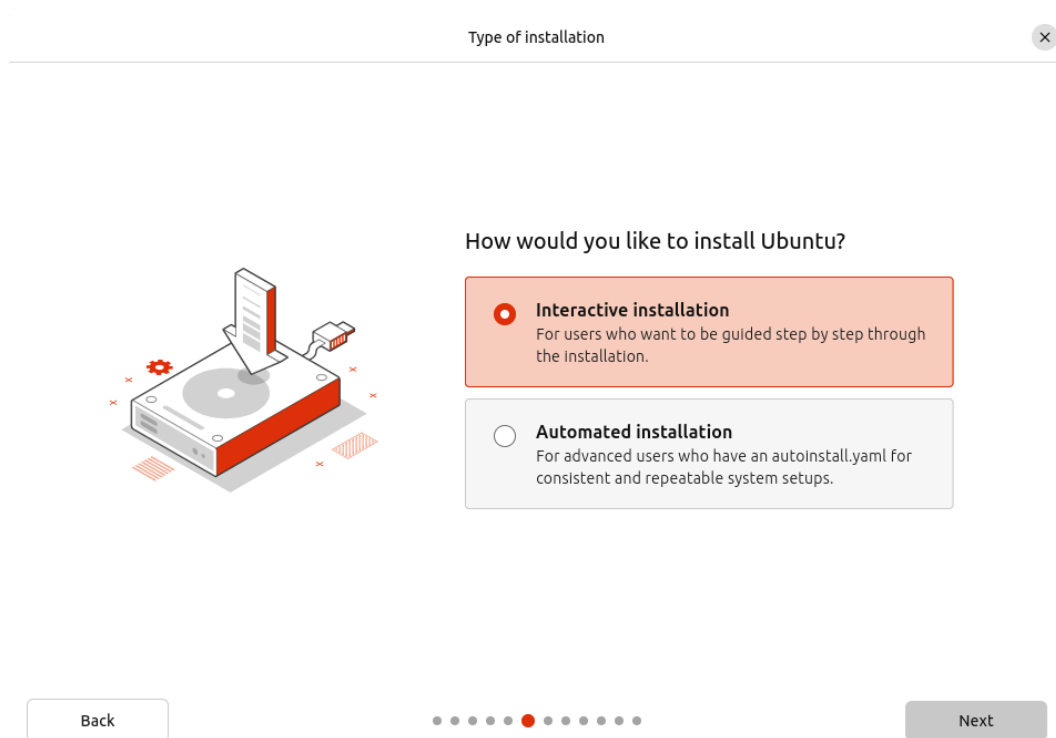 Type of installation
How would you like to install Ubuntu?
Interactive installation
For users who want to be guided step by step through
the installation.
Automated installation
For advanced users who have an autoinstall.yaml for
consistent and repeatable system setups.
Back
Next